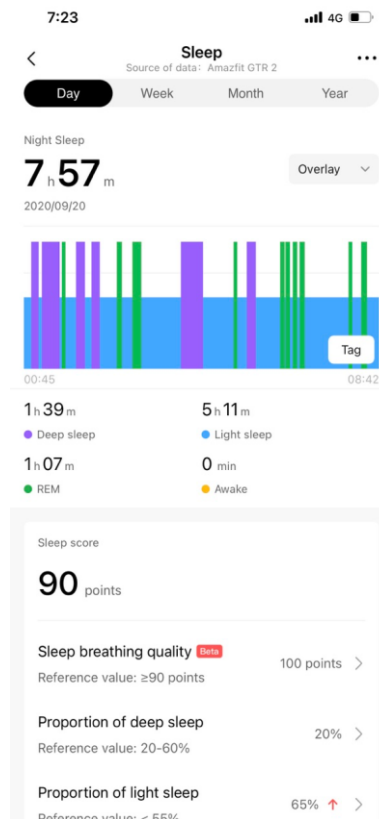 7:23
4G
Sleep
Source of data: Amazfit GTR 2
Day Week Month Year
Night Sleep
7 h 57 m
Overlay
2020/09/20
Tag
00:45 08:42
1 h 39 m 5 h 11 m
Deep sleep Light sleep
1 h 07 m 0 min
REM Awake
Sleep score
90 points
Sleep breathing quality Beta
100 points
Reference value: ≥90 points
Proportion of deep sleep
20%
Reference value: 20-60%
Proportion of light sleep
65%
Reference value: < 55%